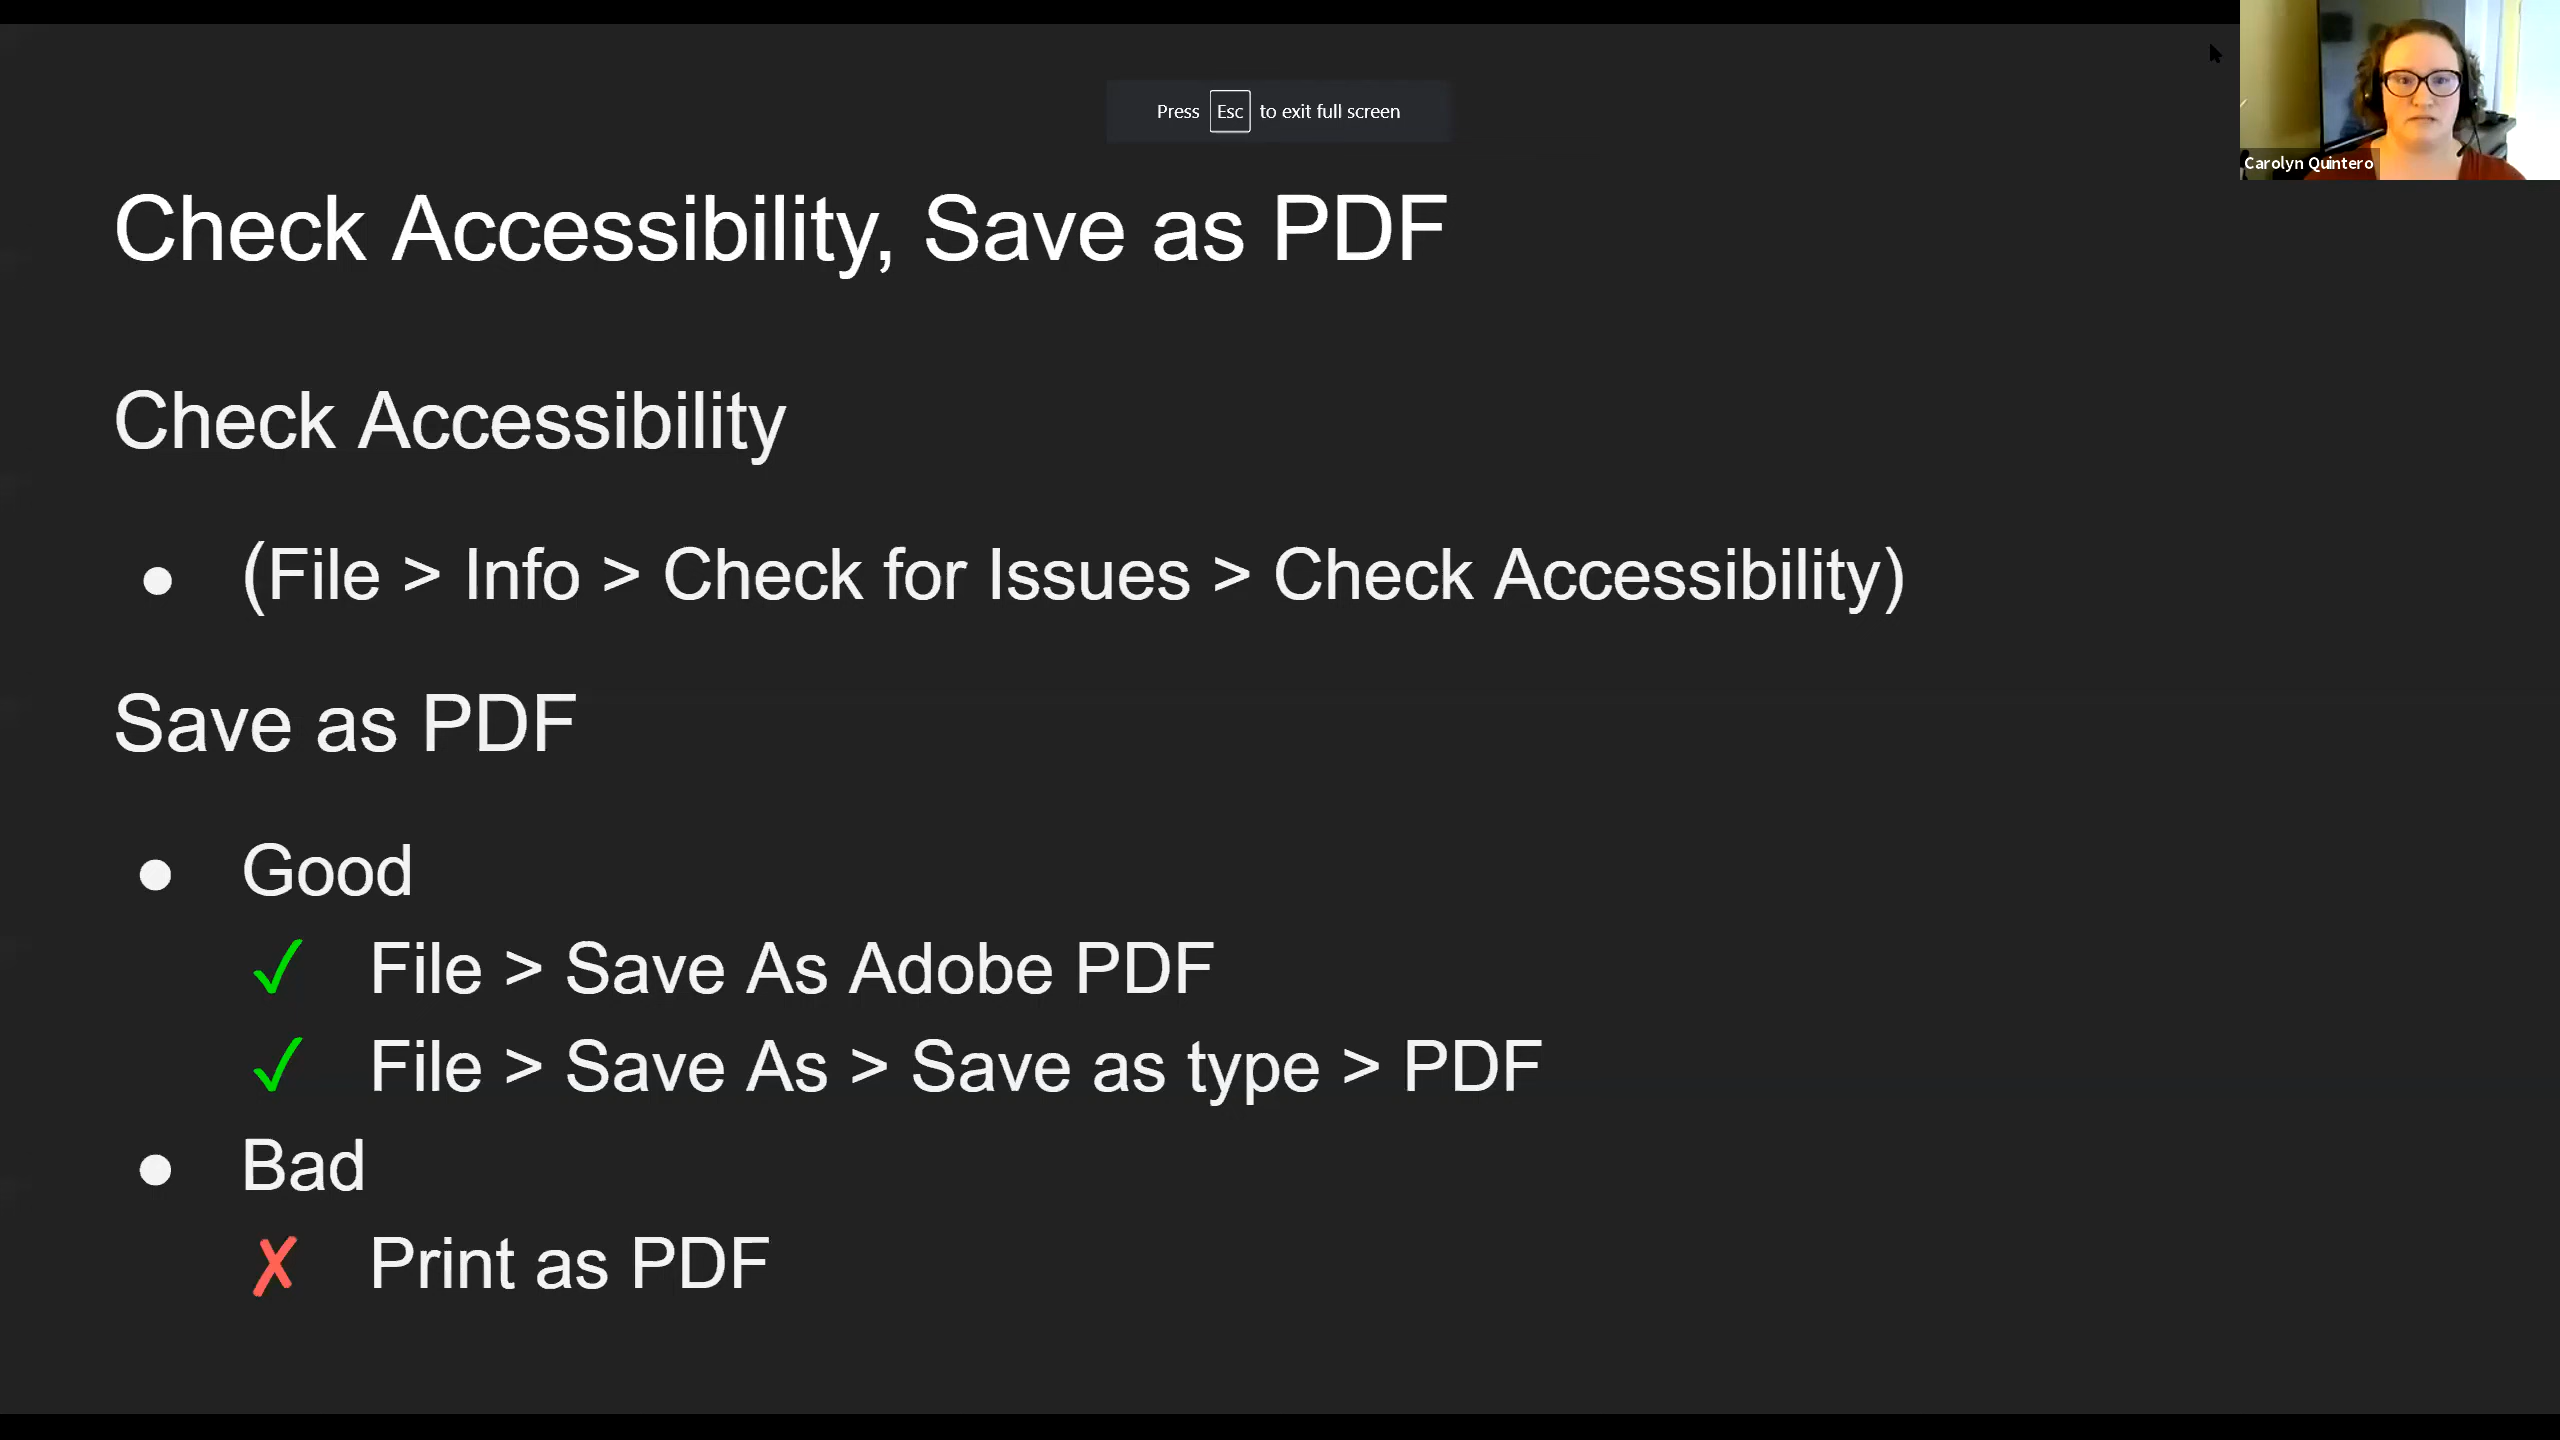 Press Esc to exit full screen
Carolyn Quintero
Check Accessibility, Save as PDF
Check Accessibility
● (File > Info > Check for Issues > Check Accessibility)
Save as PDF
● Good
✓ File > Save As Adobe PDF
✓ File > Save As > Save as type > PDF
● Bad
✗ Print as PDF